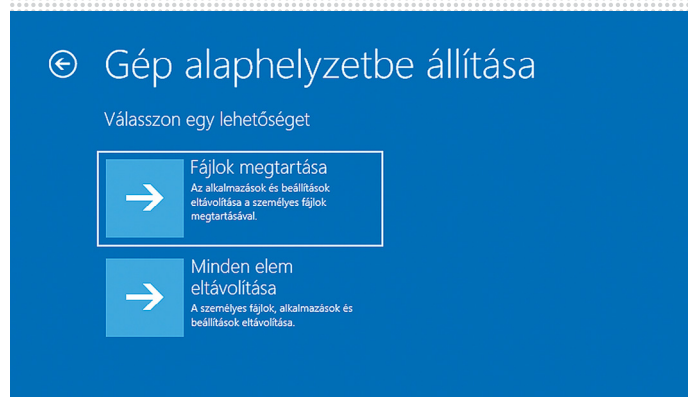 Gép alaphelyzetbe állítása
Válasszon egy lehetőséget
Fájlok megtartása
Az alkalmazások és beállítások
eltávolítása a személyes fájlok
megtartásával.
Minden elem
eltávolítása
A személyes fájlok, alkalmazások és
beállítások eltávolítása.